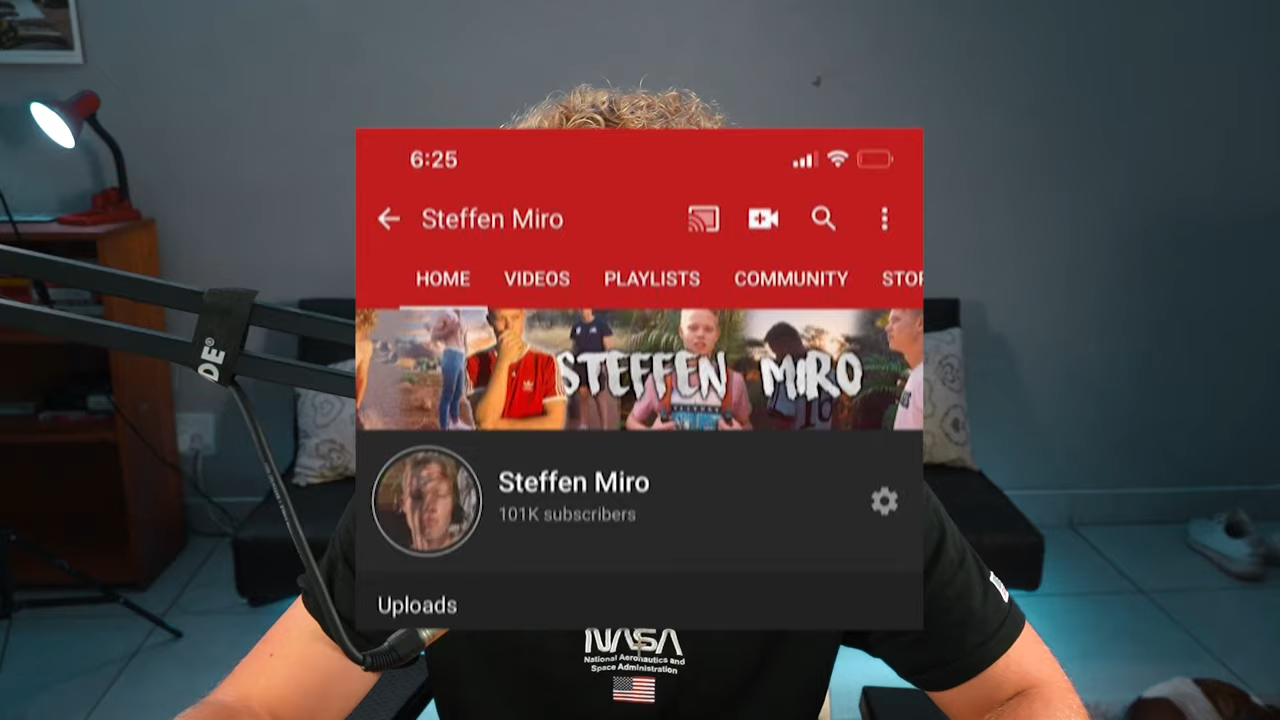 6:25
Steffen Miro
HOME VIDEOS PLAYLISTS COMMUNITY
STEFFEN MIRO
Steffen Miro
101K subscribers
Uploads
NASA
National Aeronautics and
Space Administration